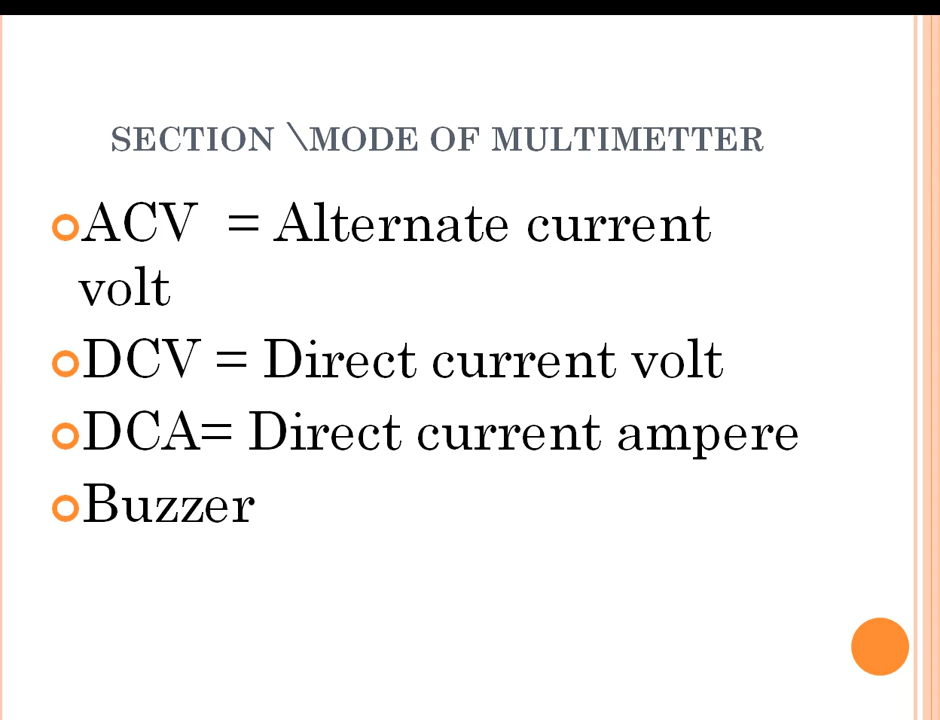 SECTION \MODE OF MULTIMETTER
ACV = Alternate current
volt
DCV = Direct current volt
DCA= Direct current ampere
Buzzer